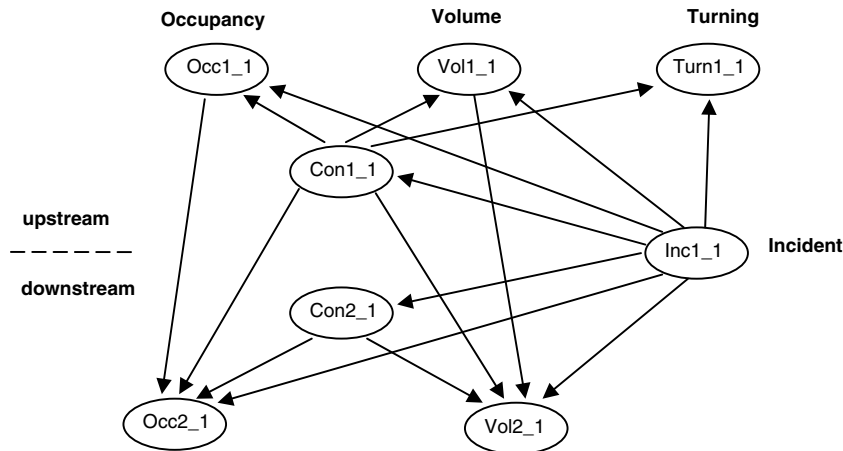 Occupancy
Volume
Turning
Occ1_1
Vol1_1
Turn1_1
Con1_1
upstream
Inc1_1
Incident
downstream
Con2_1
Occ2_1
Vol2_1